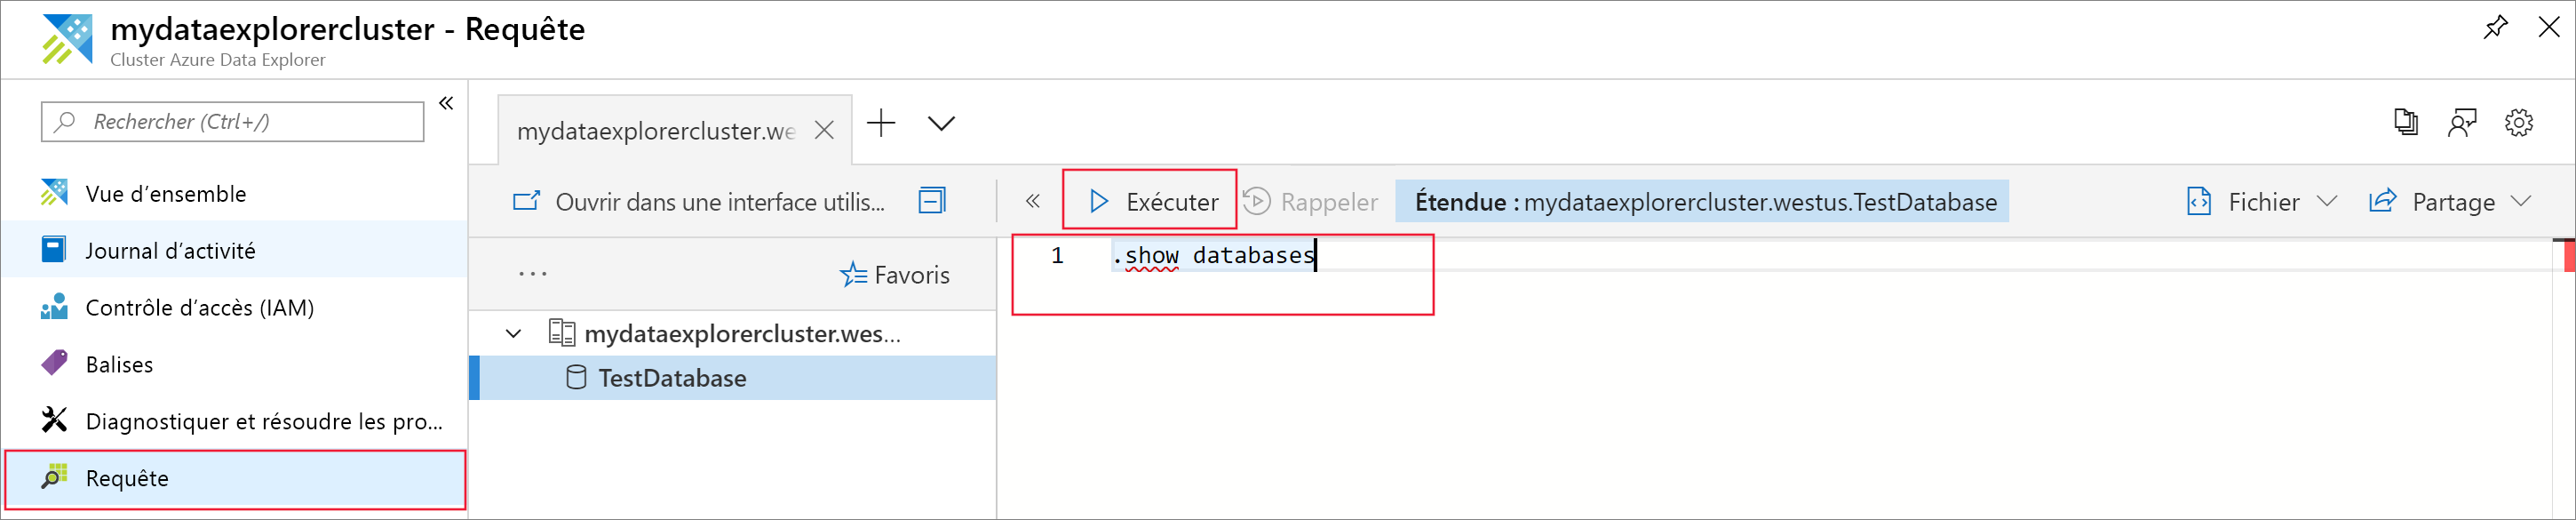 mydataexplorercluster - Requête
Cluster Azure Data Explorer
Rechercher (Ctrl+/)
Vue d’ensemble
Journal d’activité
Contrôle d’accès (IAM)
Balises
Diagnostiquer et résoudre les pro...
Requête
mydataexplorercluster.we
Ouvrir dans une interface utilis...
Exécuter
Rappeler
Étendue : mydataexplorercluster.westus.TestDatabase
Fichier
Partage
... Favoris
mydataexplorercluster.wes...
TestDatabase
1 .show databases